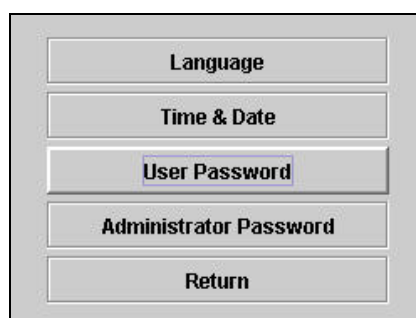 Language
Time & Date
User Password
Administrator Password
Return